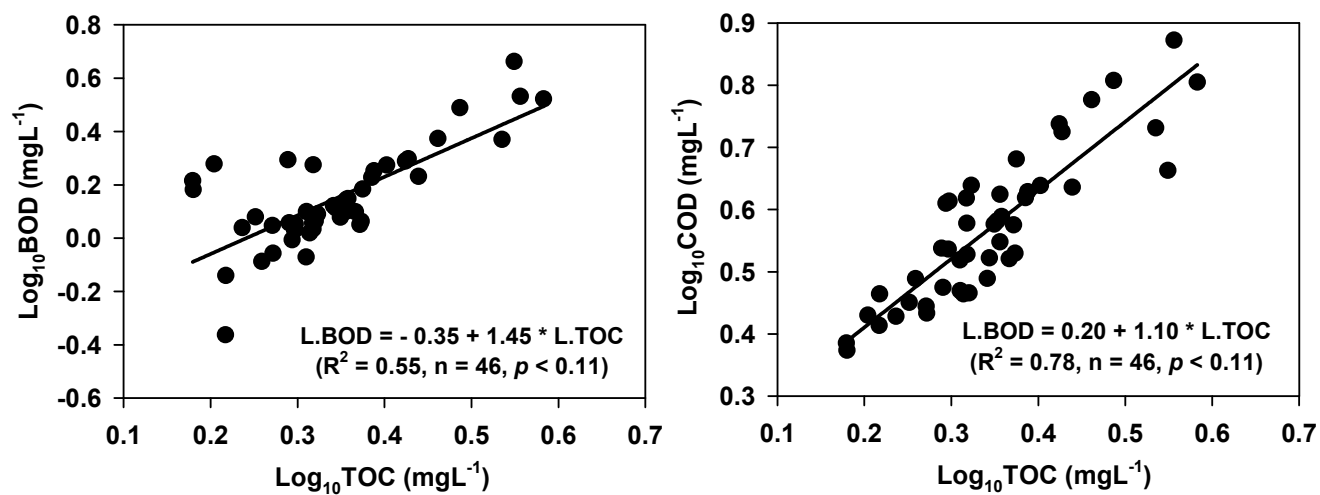 Log₁₀BOD (mgL⁻¹)
0.8
0.6
0.4
0.2
0.0
-0.2
-0.4
-0.6
L.BOD = - 0.35 + 1.45 * L.TOC
(R² = 0.55, n = 46, p < 0.11)
0.1 0.2 0.3 0.4 0.5 0.6 0.7
Log₁₀TOC (mgL⁻¹)
Log₁₀COD (mgL⁻¹)
0.9
0.8
0.7
0.6
0.5
0.4
0.3
L.BOD = 0.20 + 1.10 * L.TOC
(R² = 0.78, n = 46, p < 0.11)
0.1 0.2 0.3 0.4 0.5 0.6 0.7
Log₁₀TOC (mgL⁻¹)